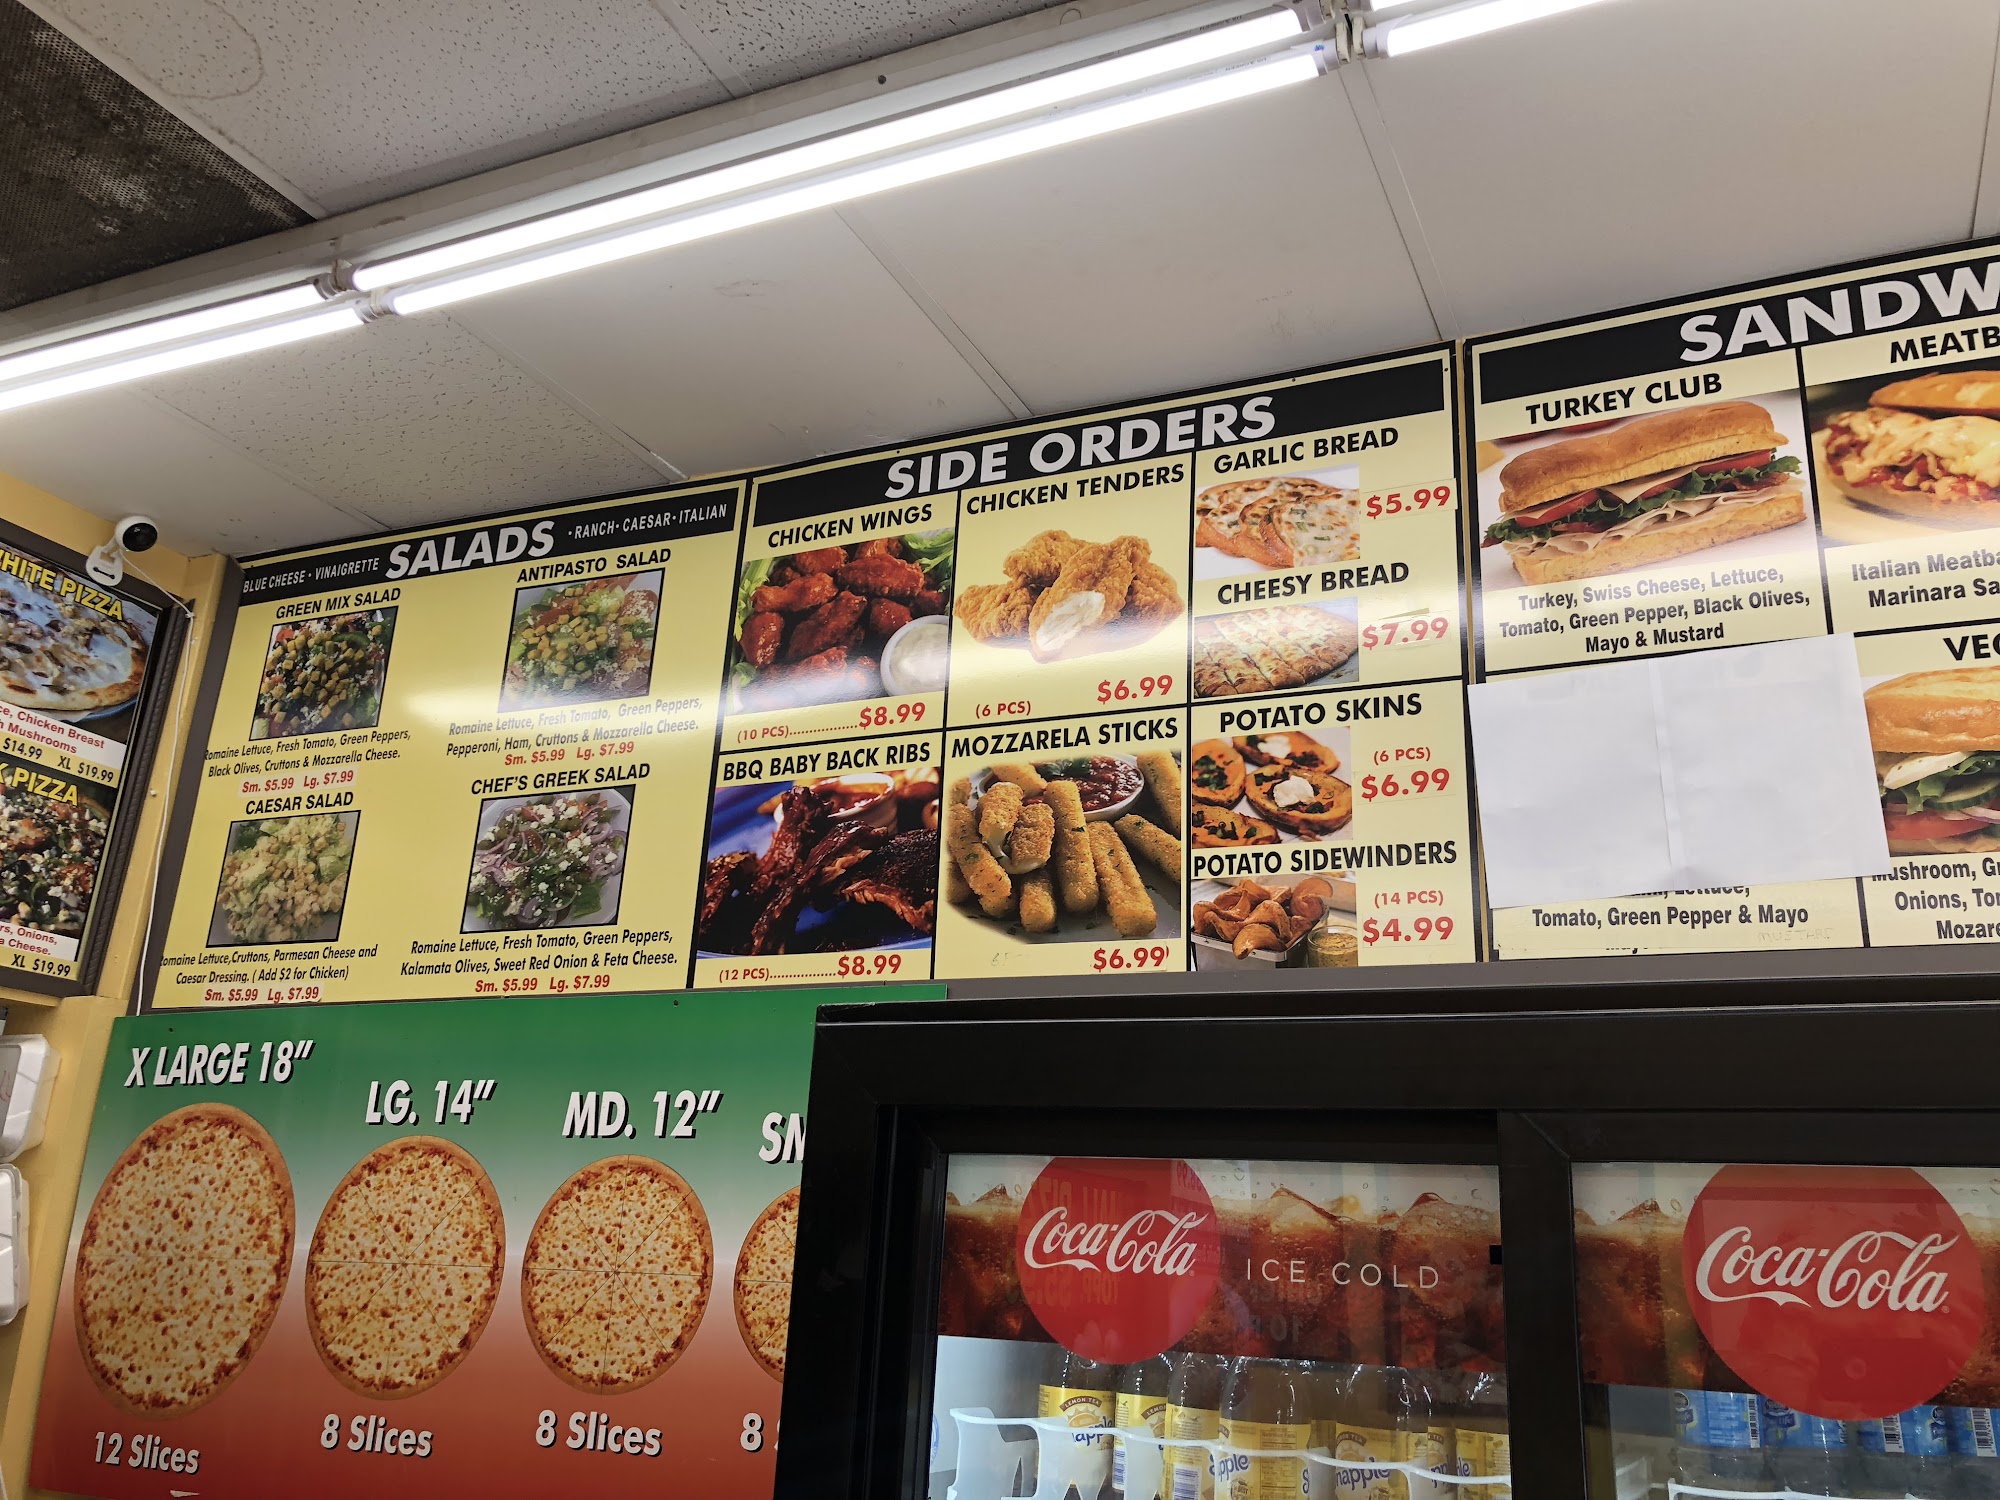 WHITE PIZZA
Chicken Breast
Mushrooms
$14.99 XL $19.99
PIZZA
Onions,
Cheese.
XL $19.99
BLUE CHEESE • VINAIGRETTE SALADS • RANCH • CAESAR • ITALIAN
GREEN MIX SALAD
Romaine Lettuce, Fresh Tomato, Green Peppers,
Black Olives, Cruttons & Mozzarella Cheese.
Sm. $5.99 Lg. $7.99
ANTIPASTO SALAD
Romaine Lettuce, Fresh Tomato, Green Peppers,
Pepperoni, Ham, Cruttons & Mozzarella Cheese.
Sm. $5.99 Lg. $7.99
CAESAR SALAD
Romaine Lettuce,Cruttons, Parmesan Cheese and
Caesar Dressing. ( Add $2 for Chicken)
Sm. $5.99 Lg. $7.99
CHEF'S GREEK SALAD
Romaine Lettuce, Fresh Tomato, Green Peppers,
Kalamata Olives, Sweet Red Onion & Feta Cheese.
Sm. $5.99 Lg. $7.99
SIDE ORDERS
CHICKEN WINGS
(10 PCS)................$8.99
CHICKEN TENDERS
(6 PCS) $6.99
GARLIC BREAD
$5.99
CHEESY BREAD
$7.99
BBQ BABY BACK RIBS
(12 PCS)................$8.99
MOZZARELA STICKS
$6.99
POTATO SKINS
(6 PCS)
$6.99
POTATO SIDEWINDERS
(14 PCS)
$4.99
SANDW
TURKEY CLUB
Turkey, Swiss Cheese, Lettuce,
Tomato, Green Pepper, Black Olives,
Mayo & Mustard
MEATB
Italian Meatba
Marinara Sa
Lettuce,
Tomato, Green Pepper & Mayo
VEG
Mushroom, Gr
Onions, Tom
Mozare
X LARGE 18"
12 Slices
LG. 14"
8 Slices
MD. 12"
8 Slices
SM
8
Coca-Cola
ICE COLD
Coca-Cola
LEMON TEA
Snapple